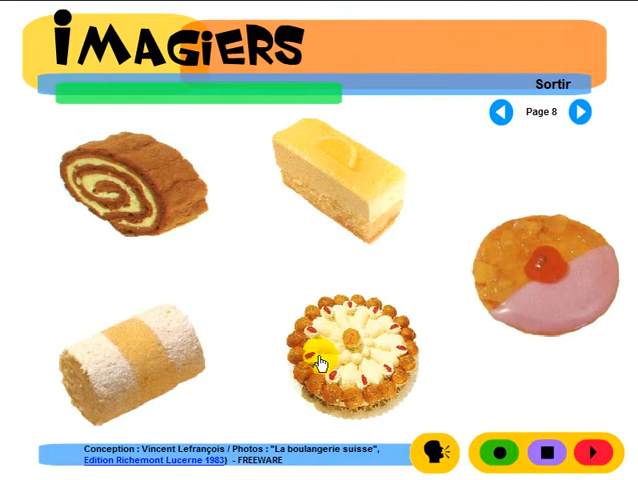 iMAGiERS
Sortir
Page 8
Conception : Vincent Lefrançois / Photos : "La boulangerie suisse",
Edition Richemont Lucerne 1983) - FREEWARE